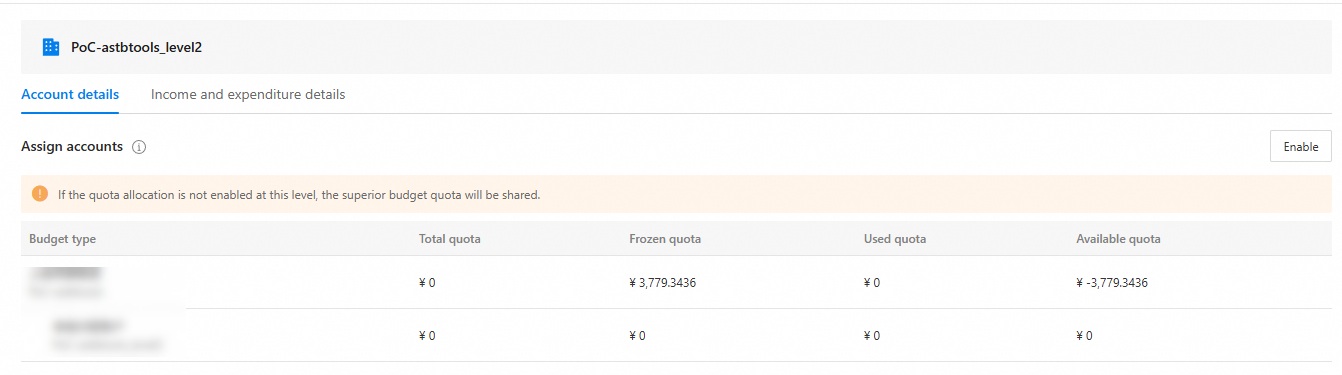 PoC-astbtools_level2
Account details Income and expenditure details
Assign accounts
Enable
If the quota allocation is not enabled at this level, the superior budget quota will be shared.
Budget type Total quota Frozen quota Used quota Available quota
¥ 0 ¥ 3,779.3436 ¥ 0 ¥ -3,779.3436
¥ 0 ¥ 0 ¥ 0 ¥ 0